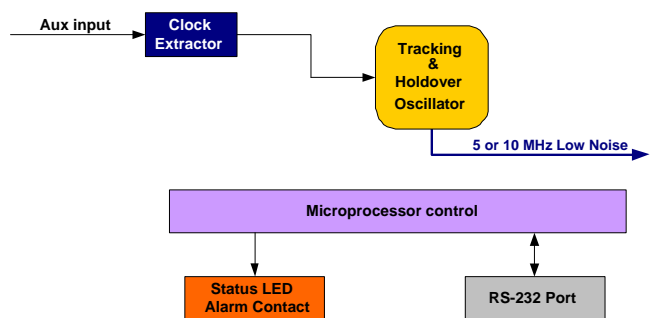 Aux input
Clock
Extractor
Tracking
&
Holdover
Oscillator
5 or 10 MHz Low Noise
Microprocessor control
Status LED
Alarm Contact
RS-232 Port